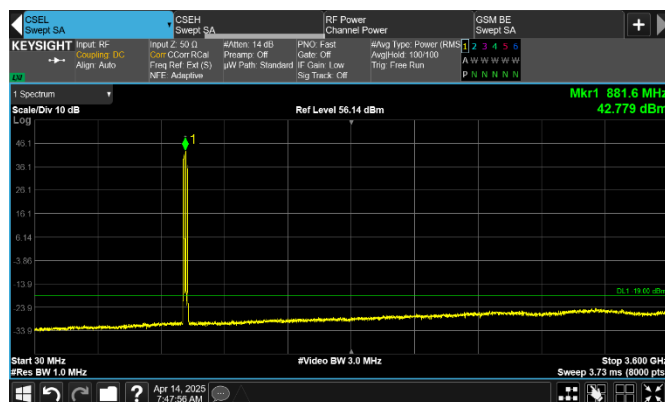 CSEL
Swept SA
CSEH
Swept SA
RF Power
Channel Power
GSM BE
Swept SA
+
KEYSIGHT
Input: RF
Coupling: DC
Align: Auto
Input Z: 50 Ω
Corr CCorr RCal
Freq Ref: Ext (S)
NFE: Adaptive
#Atten: 14 dB
Preamp: Off
µW Path: Standard
PNO: Fast
Gate: Off
IF Gain: Low
Sig Track: Off
#Avg Type: Power (RMS)
Avg|Hold: 100/100
Trig: Free Run
1 2 3 4 5 6
A W W W W W
P N N N N N
LXI
1 Spectrum
Scale/Div 10 dB
Ref Level 56.14 dBm
Mkr1 881.6 MHz
42.779 dBm
Log
46.1
36.1
26.1
16.1
6.14
-3.86
-13.9
-23.9
-33.9
1
DL1 -19.00 dBm
Start 30 MHz
#Res BW 1.0 MHz
#Video BW 3.0 MHz
Stop 3.600 GHz
Sweep 3.73 ms (8000 pts)
?
Apr 14, 2025
7:47:56 AM